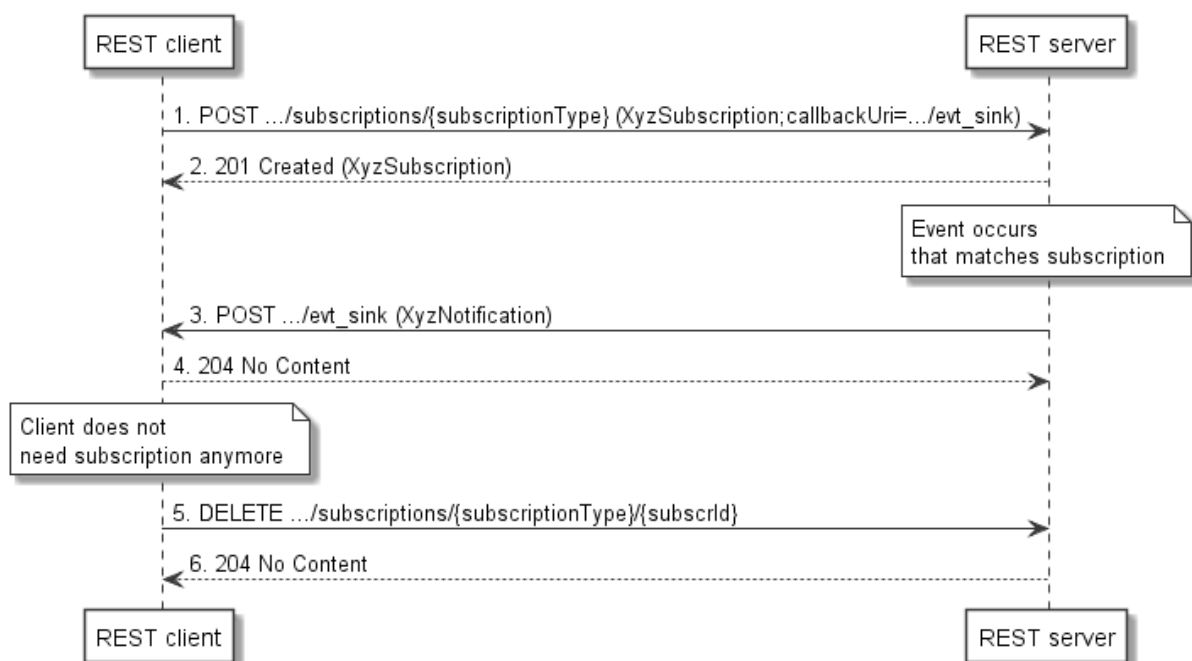 REST client
REST server
1. POST .../subscriptions/{subscriptionType} (XyzSubscription;callbackUri=.../evt_sink)
2. 201 Created (XyzSubscription)
Event occurs
that matches subscription
3. POST .../evt_sink (XyzNotification)
4. 204 No Content
Client does not
need subscription anymore
5. DELETE .../subscriptions/{subscriptionType}/{subscrId}
6. 204 No Content
REST client
REST server